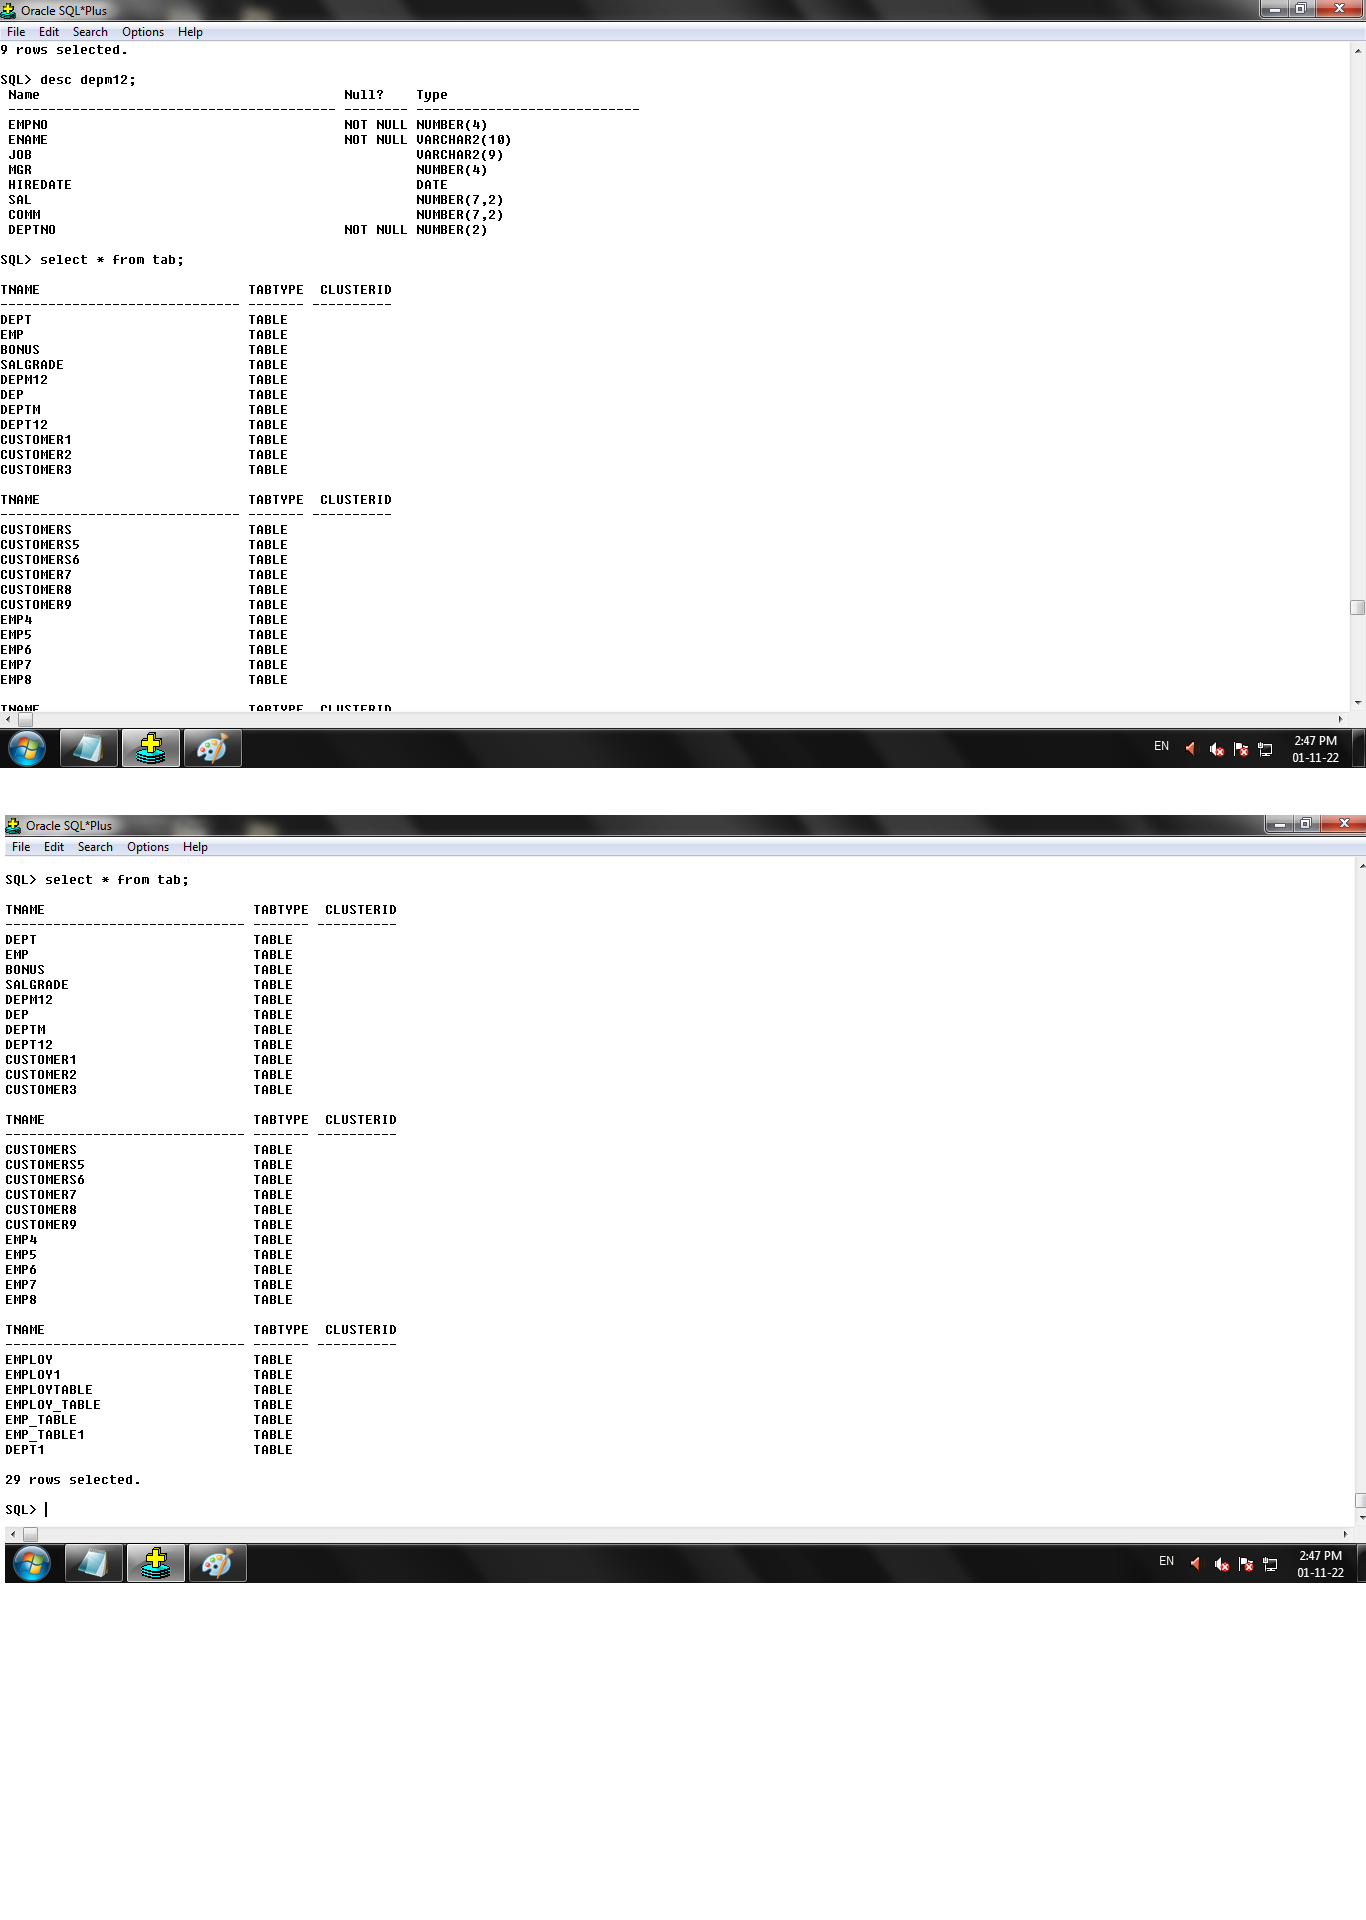 Oracle SQL*Plus
File Edit Search Options Help
9 rows selected.
SQL> desc depm12;
Name Null? Type
----------------------------------------- -------- ----------------------------
EMPNO NOT NULL NUMBER(4)
ENAME NOT NULL VARCHAR2(10)
JOB VARCHAR2(9)
MGR NUMBER(4)
HIREDATE DATE
SAL NUMBER(7,2)
COMM NUMBER(7,2)
DEPTNO NOT NULL NUMBER(2)
SQL> select * from tab;
TNAME TABTYPE CLUSTERID
------------------------------ ------- ----------
DEPT TABLE
EMP TABLE
BONUS TABLE
SALGRADE TABLE
DEPM12 TABLE
DEP TABLE
DEPTM TABLE
DEPT12 TABLE
CUSTOMER1 TABLE
CUSTOMER2 TABLE
CUSTOMER3 TABLE
TNAME TABTYPE CLUSTERID
------------------------------ ------- ----------
CUSTOMERS TABLE
CUSTOMERS5 TABLE
CUSTOMERS6 TABLE
CUSTOMER7 TABLE
CUSTOMER8 TABLE
CUSTOMER9 TABLE
EMP4 TABLE
EMP5 TABLE
EMP6 TABLE
EMP7 TABLE
EMP8 TABLE
TNAME TABTYPE CLUSTERID
EN 2:47 PM
01-11-22
Oracle SQL*Plus
File Edit Search Options Help
SQL> select * from tab;
TNAME TABTYPE CLUSTERID
------------------------------ ------- ----------
DEPT TABLE
EMP TABLE
BONUS TABLE
SALGRADE TABLE
DEPM12 TABLE
DEP TABLE
DEPTM TABLE
DEPT12 TABLE
CUSTOMER1 TABLE
CUSTOMER2 TABLE
CUSTOMER3 TABLE
TNAME TABTYPE CLUSTERID
------------------------------ ------- ----------
CUSTOMERS TABLE
CUSTOMERS5 TABLE
CUSTOMERS6 TABLE
CUSTOMER7 TABLE
CUSTOMER8 TABLE
CUSTOMER9 TABLE
EMP4 TABLE
EMP5 TABLE
EMP6 TABLE
EMP7 TABLE
EMP8 TABLE
TNAME TABTYPE CLUSTERID
------------------------------ ------- ----------
EMPLOY TABLE
EMPLOY1 TABLE
EMPLOYTABLE TABLE
EMPLOY_TABLE TABLE
EMP_TABLE TABLE
EMP_TABLE1 TABLE
DEPT1 TABLE
29 rows selected.
SQL>
EN 2:47 PM
01-11-22